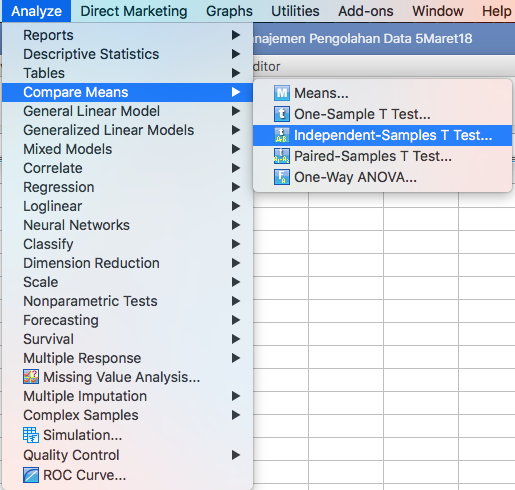 Analyze Direct Marketing Graphs Utilities Add-ons Window Help
najemen Pengolahan Data 5Maret18
ditor
Reports
Descriptive Statistics
Tables
Compare Means
General Linear Model
Generalized Linear Models
Mixed Models
Correlate
Regression
Loglinear
Neural Networks
Classify
Dimension Reduction
Scale
Nonparametric Tests
Forecasting
Survival
Multiple Response
Missing Value Analysis...
Multiple Imputation
Complex Samples
Simulation...
Quality Control
ROC Curve...
Means...
One-Sample T Test...
Independent-Samples T Test...
Paired-Samples T Test...
One-Way ANOVA...